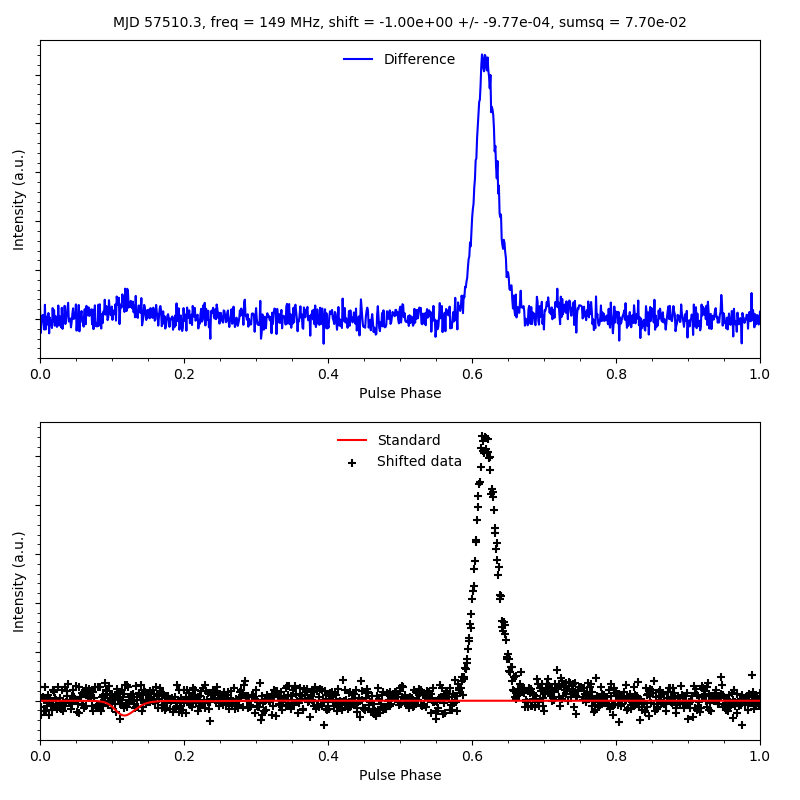 MJD 57510.3, freq = 149 MHz, shift = -1.00e+00 +/- -9.77e-04, sumsq = 7.70e-02
Difference
Intensity (a.u.)
0.0 0.2 0.4 0.6 0.8 1.0
Pulse Phase
Standard
Shifted data
Intensity (a.u.)
0.0 0.2 0.4 0.6 0.8 1.0
Pulse Phase